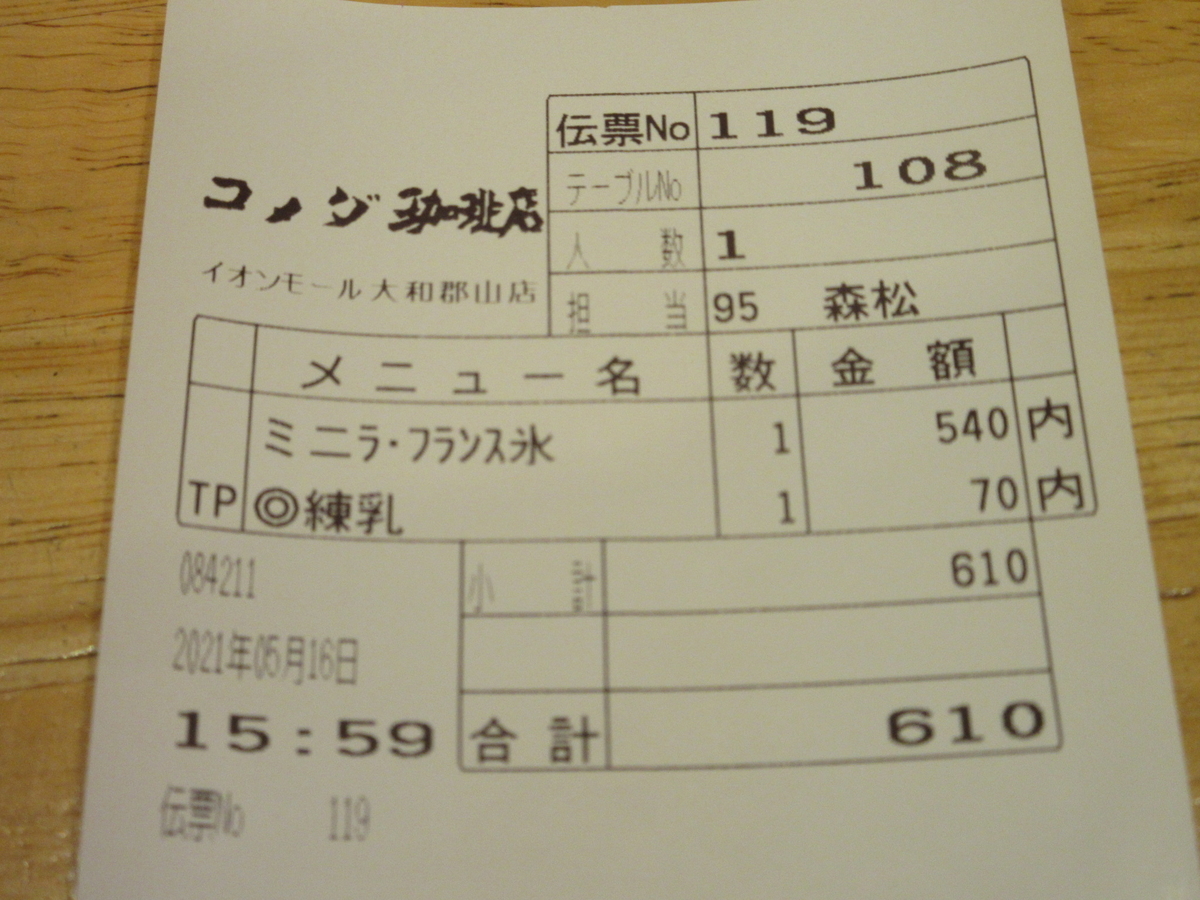 伝票No 119
テーブルNo 108
コメダ珈琲店
人数 1
イオンモール大和郡山店
担当 95 森松
メニュー名 数 金額
ミニラ・フランス氷 1 540 内
TP ◎練乳 1 70 内
084211
小計 610
2021年05月16日
15:59
合計 610
伝票No 119